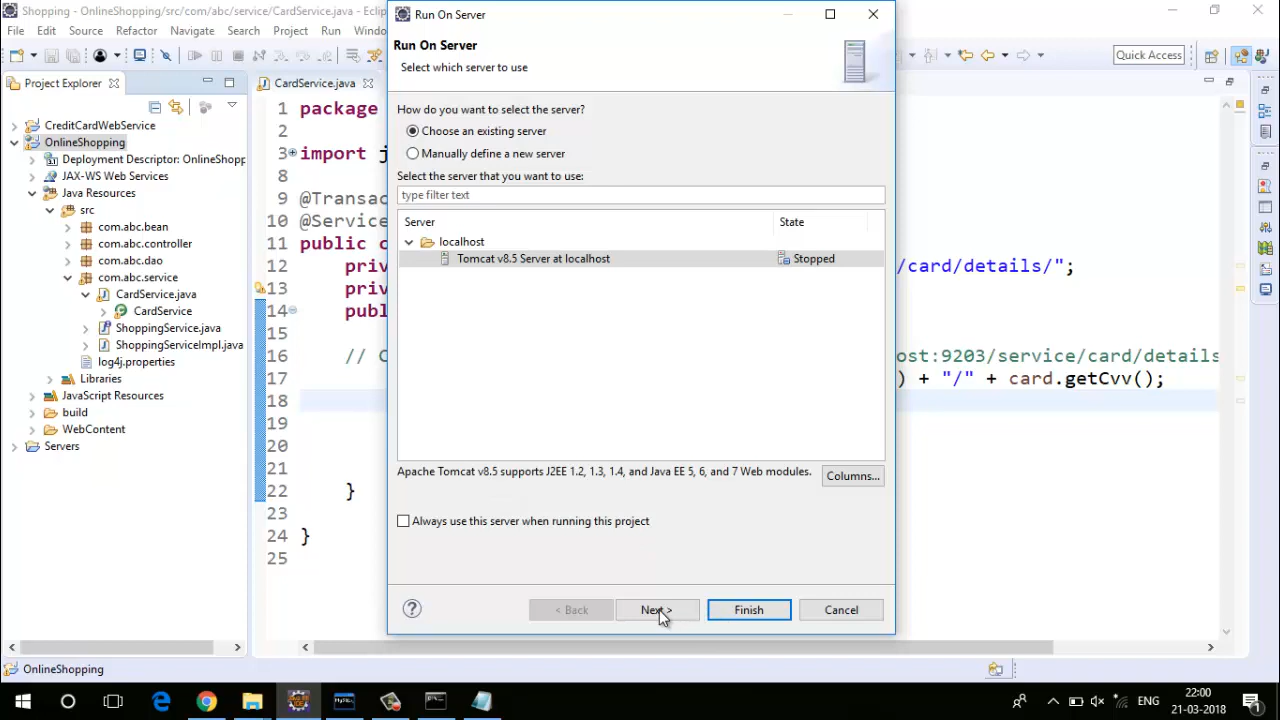 Shopping - OnlineShopping/src/com/abc/service/CardService.java - Eclip
Run On Server
File Edit Source Refactor Navigate Search Project Run Windo
Quick Access
Run On Server
Select which server to use
Project Explorer
CreditCardWebService
OnlineShopping
Deployment Descriptor: OnlineShopp
JAX-WS Web Services
Java Resources
src
com.abc.bean
com.abc.controller
com.abc.dao
com.abc.service
CardService.java
CardService
ShoppingService.java
ShoppingServiceImpl.java
log4j.properties
Libraries
JavaScript Resources
build
WebContent
Servers
CardService.java
1 package
2
3 import j
8
9 @Transac
10 @Service
11 public c
12 priv /card/details/";
13 priv
14 publ
15
16 // C ost:9203/service/card/details
17 ) + "/" + card.getCvv();
18
19
20
21
22 }
23
24 }
25
How do you want to select the server?
Choose an existing server
Manually define a new server
Select the server that you want to use:
type filter text
Server State
localhost
Tomcat v8.5 Server at localhost Stopped
Apache Tomcat v8.5 supports J2EE 1.2, 1.3, 1.4, and Java EE 5, 6, and 7 Web modules.
Columns...
Always use this server when running this project
< Back Next > Finish Cancel
OnlineShopping
ENG
22:00
21-03-2018